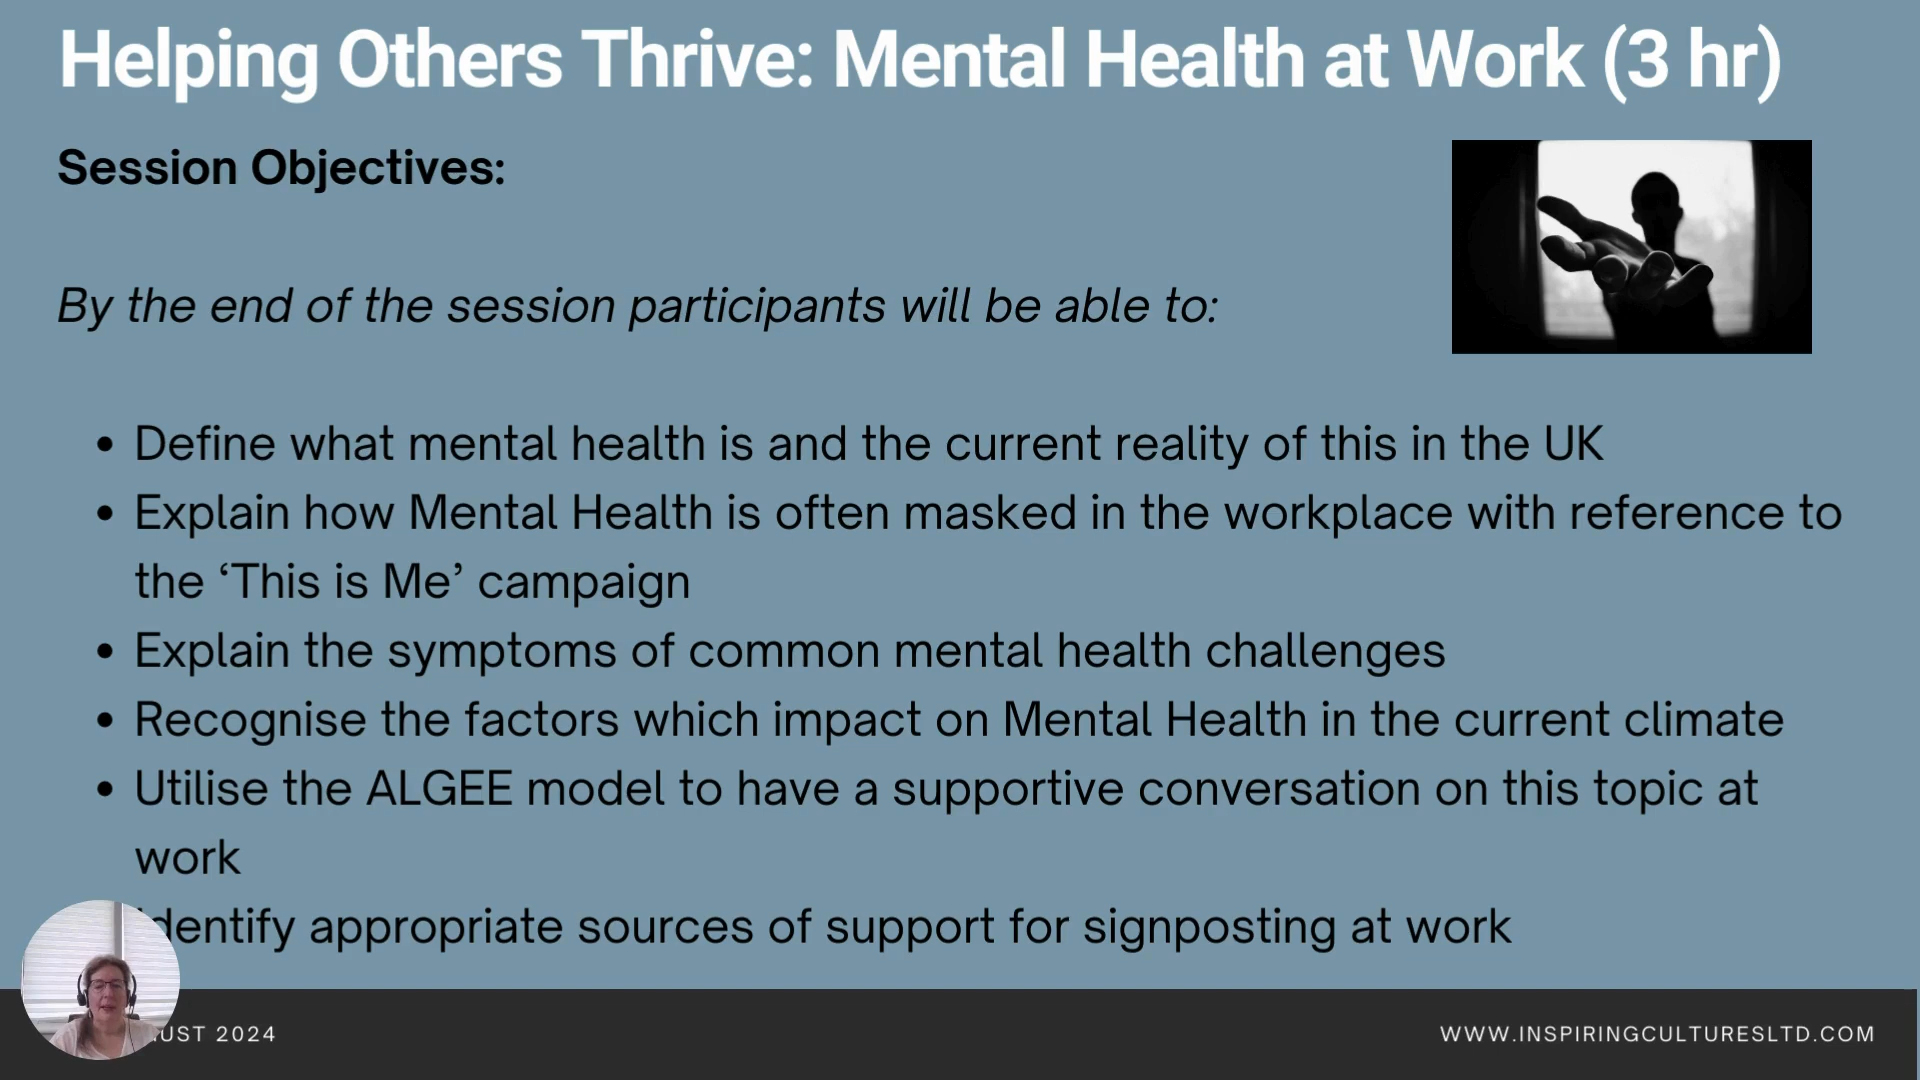 Helping Others Thrive: Mental Health at Work (3 hr)
Session Objectives:
By the end of the session participants will be able to:
• Define what mental health is and the current reality of this in the UK
• Explain how Mental Health is often masked in the workplace with reference to
the ‘This is Me’ campaign
• Explain the symptoms of common mental health challenges
• Recognise the factors which impact on Mental Health in the current climate
• Utilise the ALGEE model to have a supportive conversation on this topic at
work
Identify appropriate sources of support for signposting at work
2024
WWW.INSPIRINGCULTURESLTD.COM